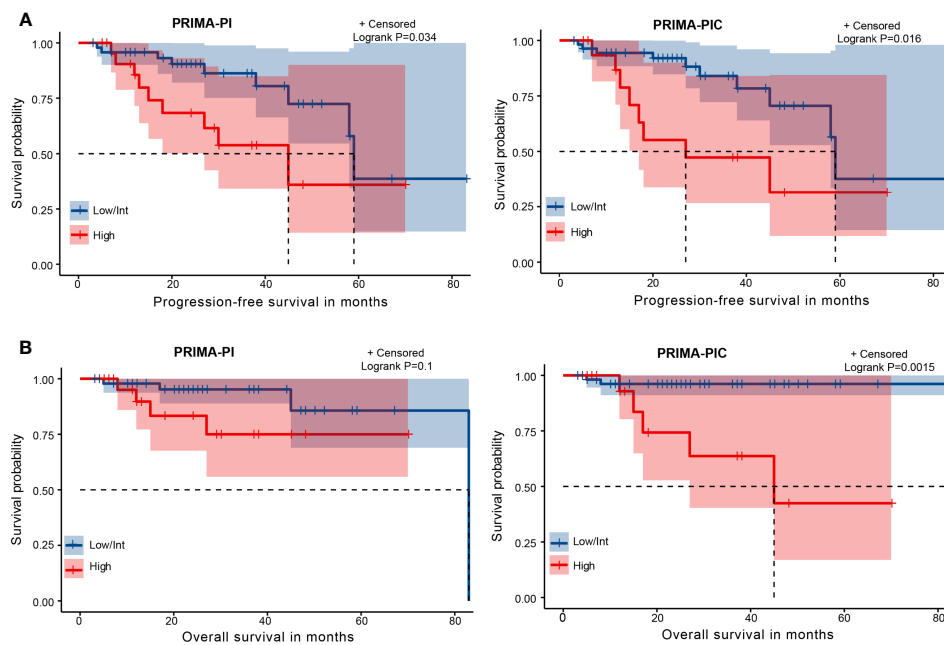 A
PRIMA-PI
+ Censored
Logrank P=0.034
Survival probability
1.00
0.75
0.50
0.25
0.00
Low/Int
High
0 20 40 60 80
Progression-free survival in months
PRIMA-PIC
+ Censored
Logrank P=0.016
Survival probability
1.00
0.75
0.50
0.25
0.00
Low/Int
High
0 20 40 60 80
Progression-free survival in months
B
PRIMA-PI
+ Censored
Logrank P=0.1
Survival probability
1.00
0.75
0.50
0.25
0.00
Low/Int
High
0 20 40 60 80
Overall survival in months
PRIMA-PIC
+ Censored
Logrank P=0.0015
Survival probability
1.00
0.75
0.50
0.25
0.00
Low/Int
High
0 20 40 60 80
Overall survival in months